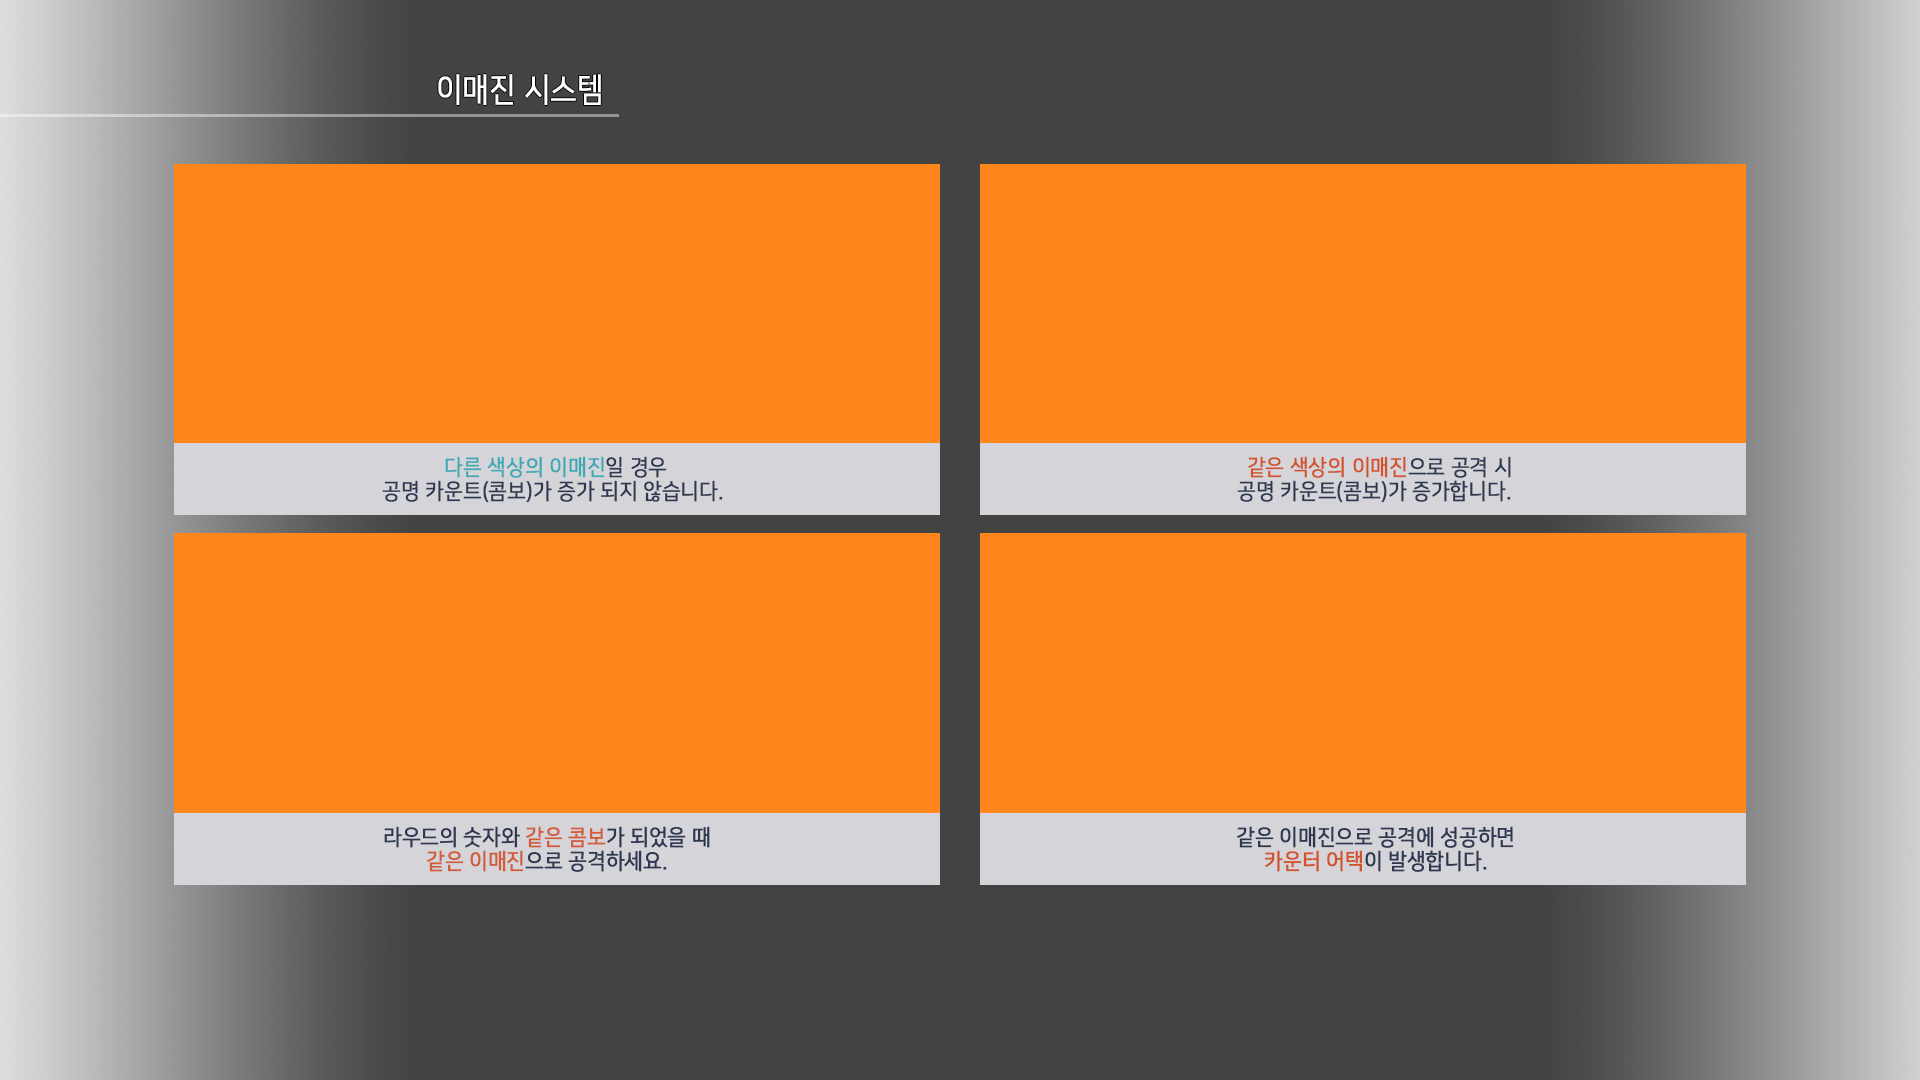 이매진 시스템
다른 색상의 이매진일 경우
공명 카운트(콤보)가 증가 되지 않습니다.
같은 색상의 이매진으로 공격 시
공명 카운트(콤보)가 증가합니다.
라우드의 숫자와 같은 콤보가 되었을 때
같은 이매진으로 공격하세요.
같은 이매진으로 공격에 성공하면
카운터 어택이 발생합니다.